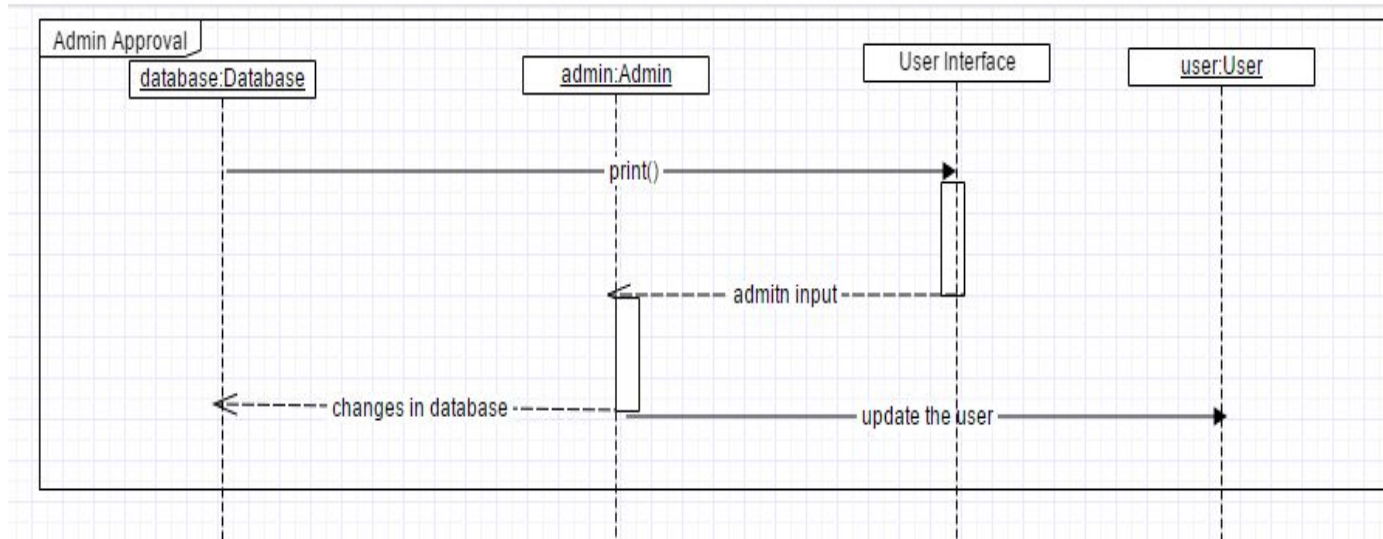 Admin Approval
database:Database
admin:Admin
User Interface
user:User
print()
admitn input
changes in database
update the user